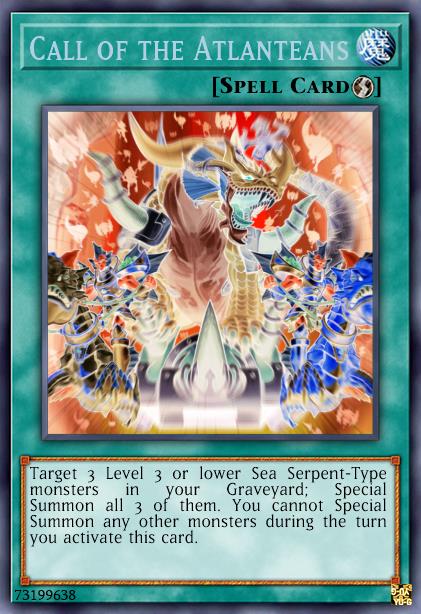 CALL OF THE ATLANTEANS 魔
[SPELL CARD]
Target 3 Level 3 or lower Sea Serpent-Type
monsters in your Graveyard; Special
Summon all 3 of them. You cannot Special
Summon any other monsters during the turn
you activate this card.
73199638